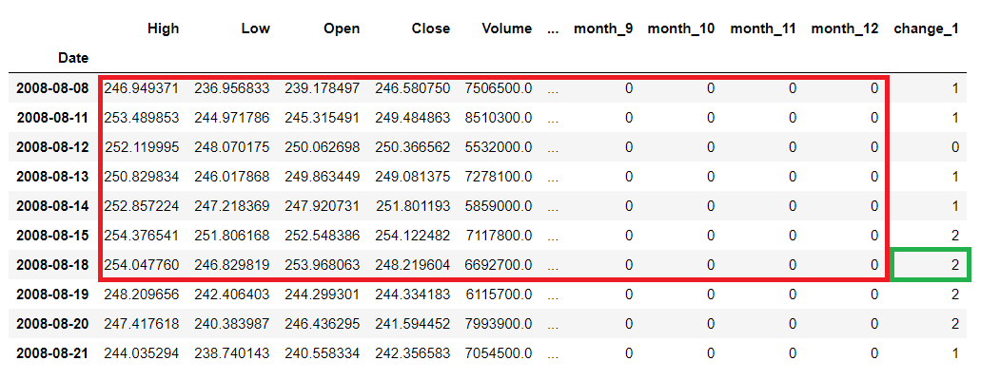 High Low Open Close Volume ... month_9 month_10 month_11 month_12 change_1
Date
2008-08-08 246.949371 236.956833 239.178497 246.580750 7506500.0 ... 0 0 0 0 1
2008-08-11 253.489853 244.971786 245.315491 249.484863 8510300.0 ... 0 0 0 0 1
2008-08-12 252.119995 248.070175 250.062698 250.366562 5532000.0 ... 0 0 0 0 0
2008-08-13 250.829834 246.017868 249.863449 249.081375 7278100.0 ... 0 0 0 0 1
2008-08-14 252.857224 247.218369 247.920731 251.801193 5859000.0 ... 0 0 0 0 1
2008-08-15 254.376541 251.806168 252.548386 254.122482 7117800.0 ... 0 0 0 0 2
2008-08-18 254.047760 246.829819 253.968063 248.219604 6692700.0 ... 0 0 0 0 2
2008-08-19 248.209656 242.406403 244.299301 244.334183 6115700.0 ... 0 0 0 0 2
2008-08-20 247.417618 240.383987 246.436295 241.594452 7993900.0 ... 0 0 0 0 2
2008-08-21 244.035294 238.740143 240.558334 242.356583 7054500.0 ... 0 0 0 0 1